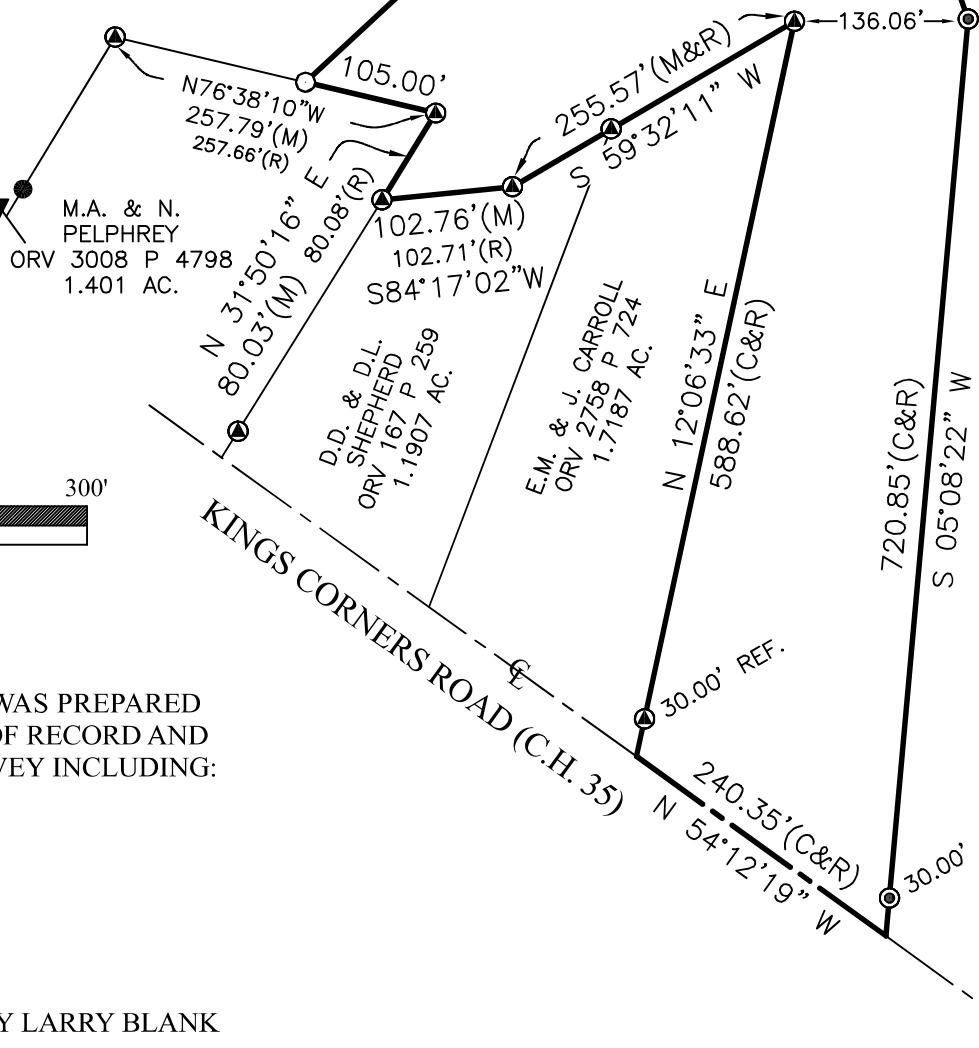 136.06'
105.00'
255.57'(M&R)
S 59°32'11" W
N76°38'10"W
257.79'(M)
257.66'(R)
M.A. & N.
PELPHREY
ORV 3008 P 4798
1.401 AC.
N 31°50'16" E
80.03'(M) 80.08'(R)
102.76'(M)
102.71'(R)
S84°17'02"W
D.D. & D.L.
SHEPHERD
ORV 167 P 259
1.1907 AC.
E.M. & J. CARROLL
ORV 2758 P 724
1.7187 AC.
N 12°06'33" E
588.62'(C&R)
720.85'(C&R)
S 05°08'22" W
300'
KINGS CORNERS ROAD (C.H. 35)
℄
30.00' REF.
240.35'(C&R)
N 54°12'19" W
30.00'
WAS PREPARED
OF RECORD AND
VEY INCLUDING:
Y LARRY BLANK